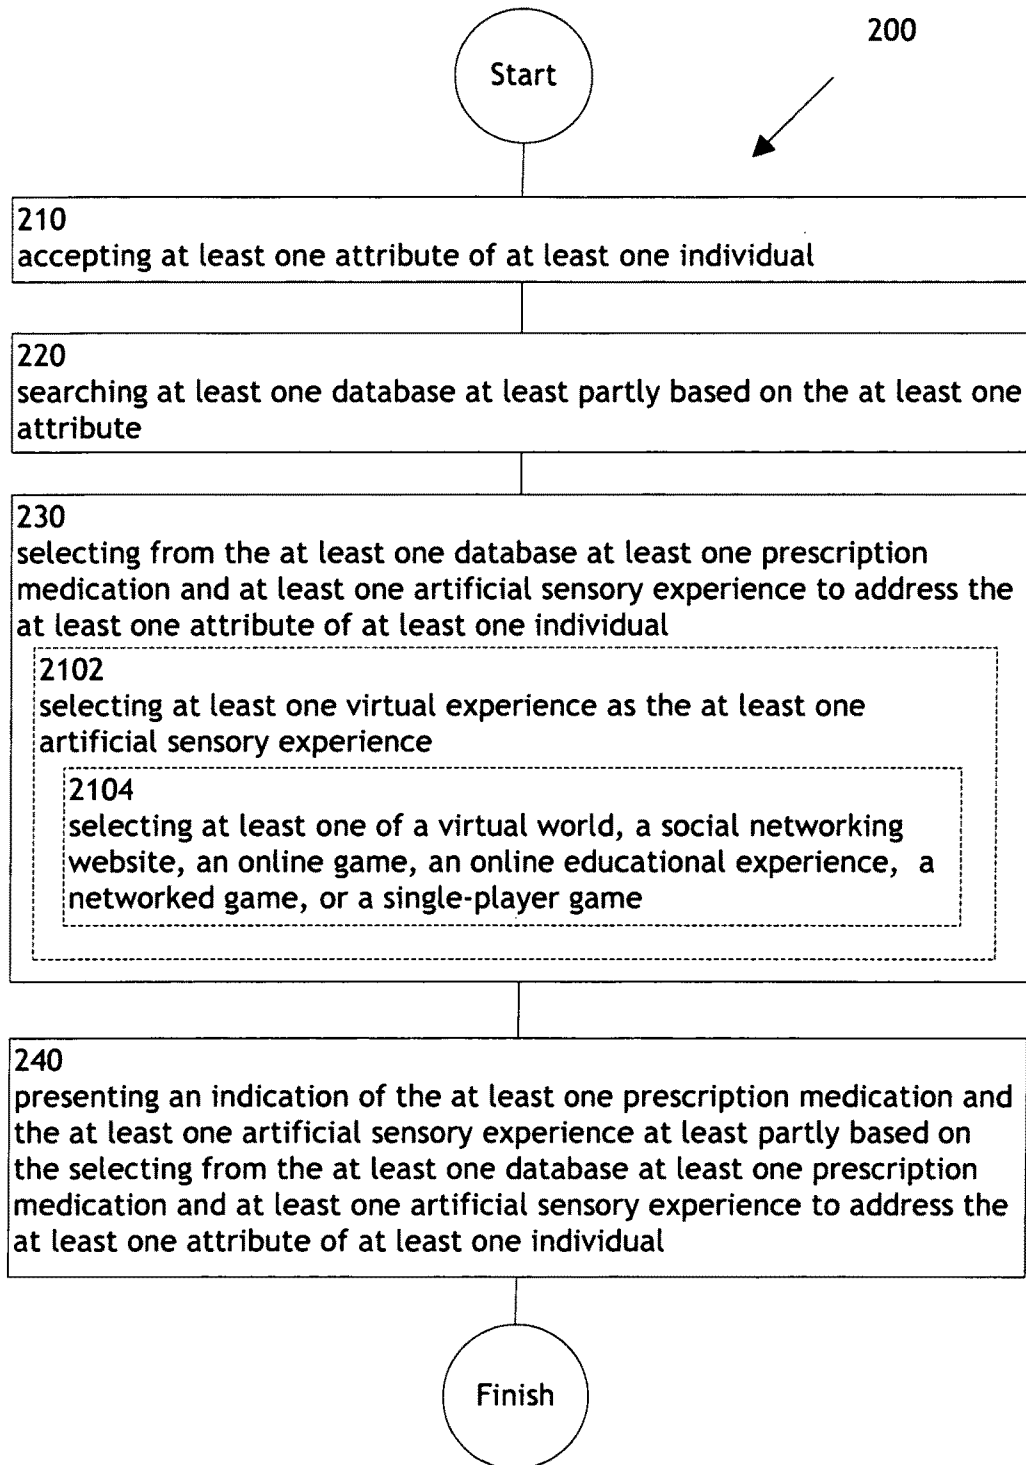 200
Start
210
accepting at least one attribute of at least one individual
220
searching at least one database at least partly based on the at least one
attribute
230
selecting from the at least one database at least one prescription
medication and at least one artificial sensory experience to address the
at least one attribute of at least one individual
2102
selecting at least one virtual experience as the at least one
artificial sensory experience
2104
selecting at least one of a virtual world, a social networking
website, an online game, an online educational experience, a
networked game, or a single-player game
240
presenting an indication of the at least one prescription medication and
the at least one artificial sensory experience at least partly based on
the selecting from the at least one database at least one prescription
medication and at least one artificial sensory experience to address the
at least one attribute of at least one individual
Finish